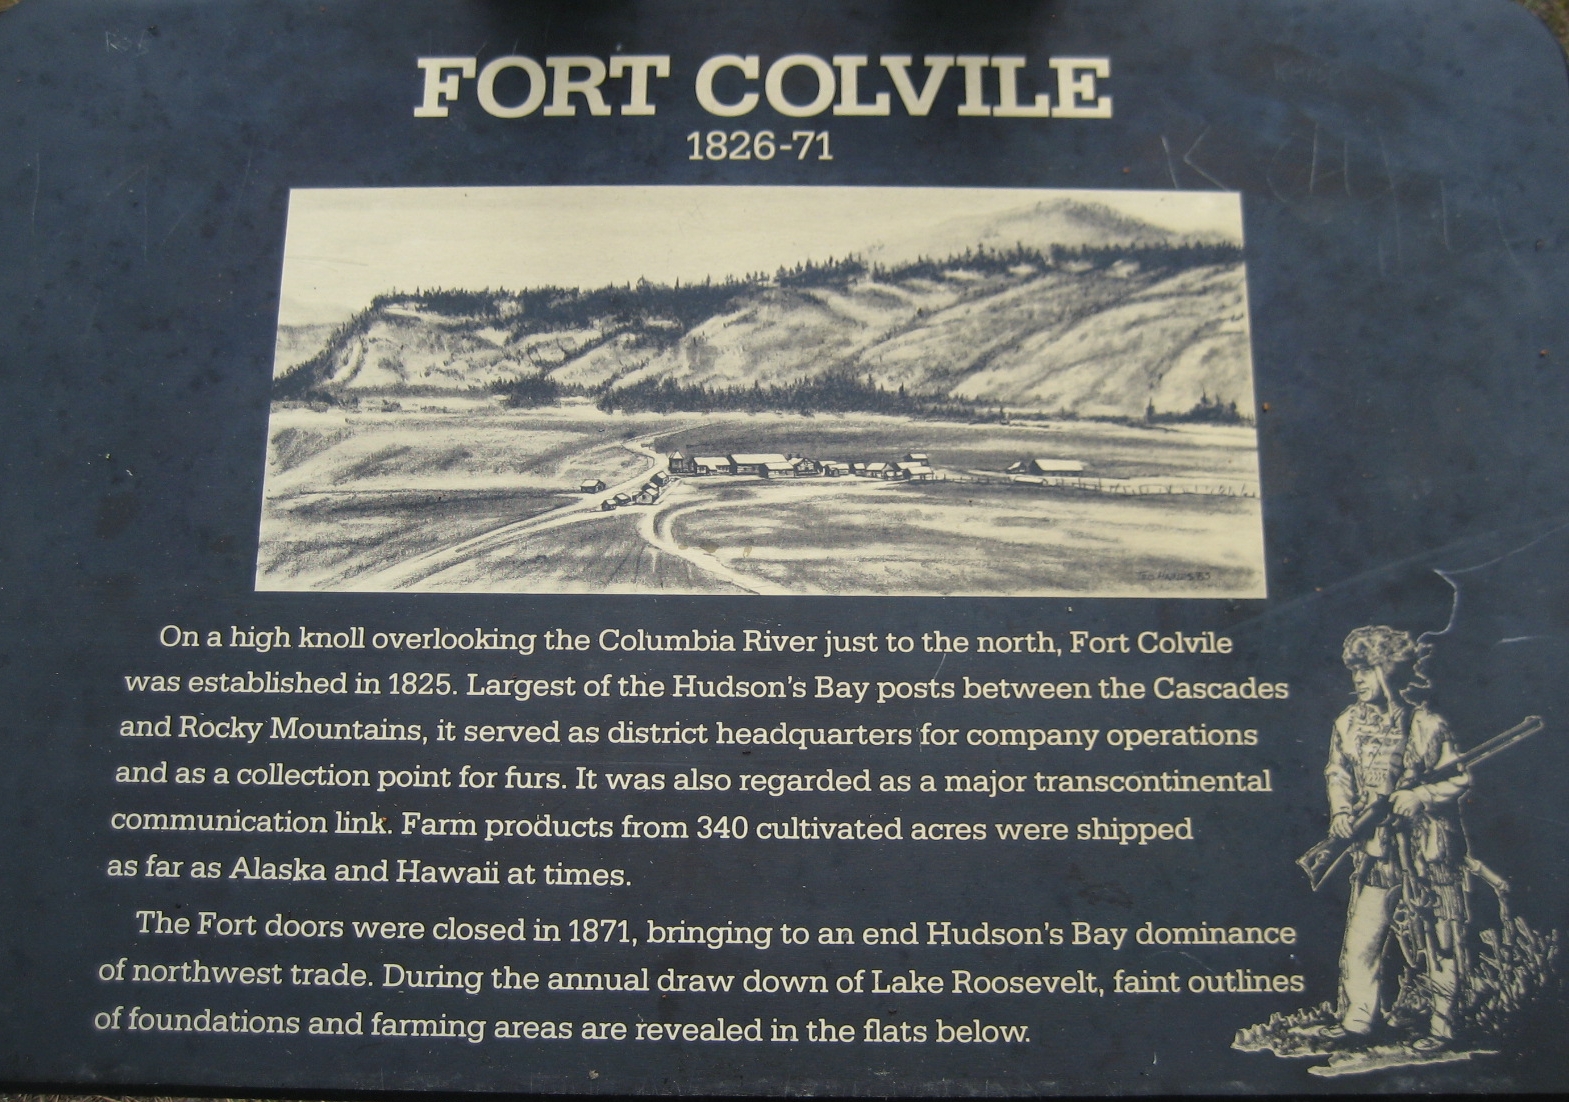 FORT COLVILE
1826-71
On a high knoll overlooking the Columbia River just to the north, Fort Colvile
was established in 1825. Largest of the Hudson's Bay posts between the Cascades
and Rocky Mountains, it served as district headquarters for company operations
and as a collection point for furs. It was also regarded as a major transcontinental
communication link. Farm products from 340 cultivated acres were shipped
as far as Alaska and Hawaii at times.
The Fort doors were closed in 1871, bringing to an end Hudson's Bay dominance
of northwest trade. During the annual draw down of Lake Roosevelt, faint outlines
of foundations and farming areas are revealed in the flats below.